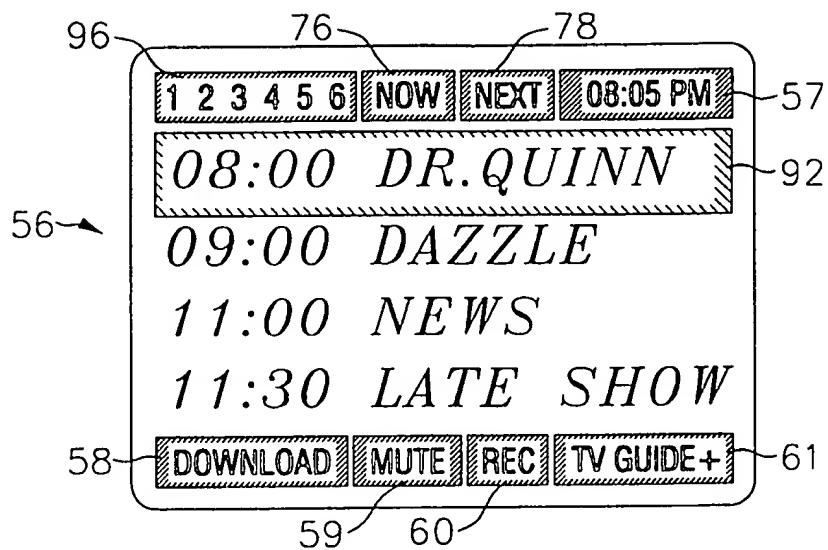 96 76 78
1 2 3 4 5 6 NOW NEXT 08:05 PM 57
08:00 DR.QUINN 92
56
09:00 DAZZLE
11:00 NEWS
11:30 LATE SHOW
58 DOWNLOAD MUTE REC TV GUIDE+ 61
59 60